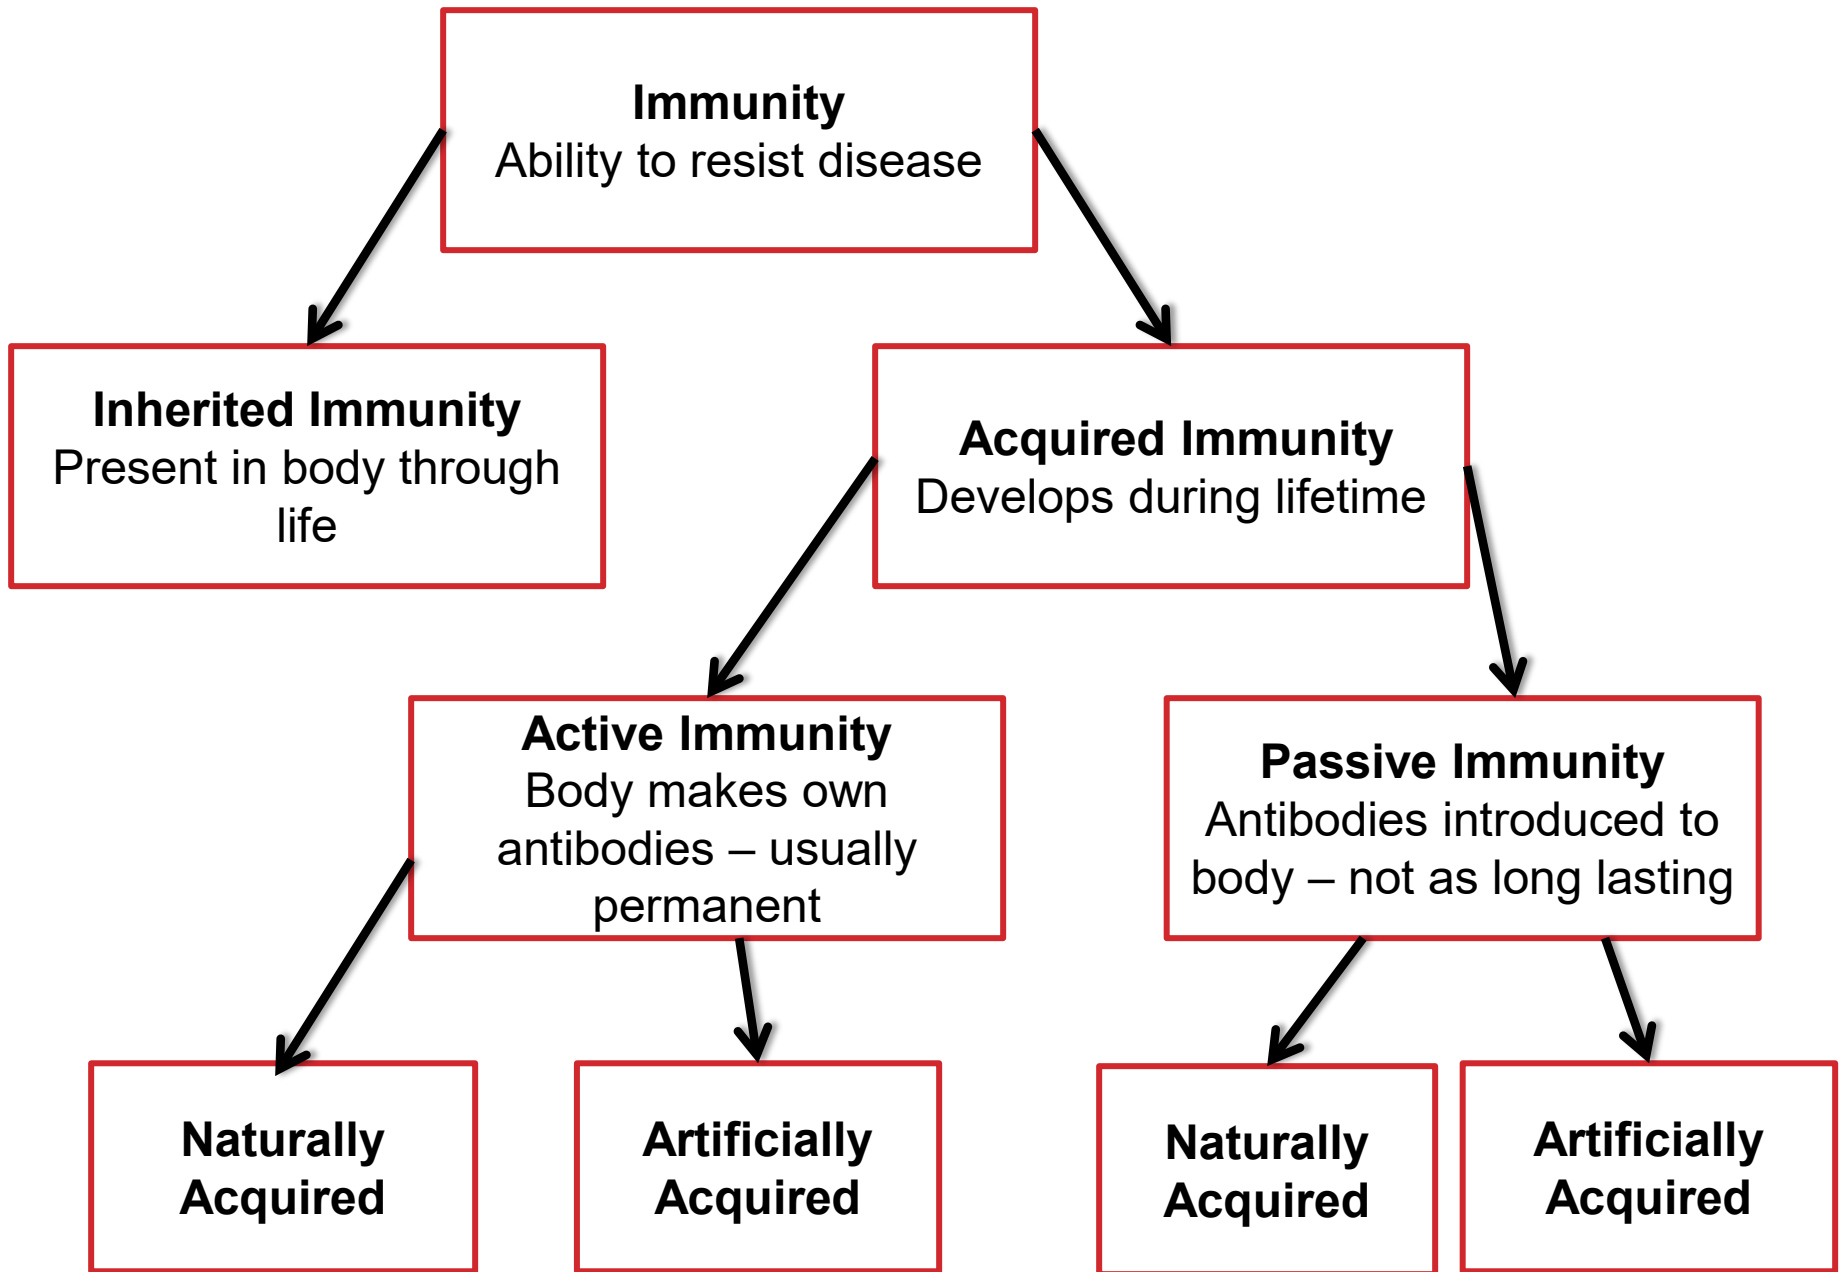 Immunity
Ability to resist disease
Inherited Immunity
Present in body through
life
Acquired Immunity
Develops during lifetime
Active Immunity
Body makes own
antibodies – usually
permanent
Passive Immunity
Antibodies introduced to
body – not as long lasting
Naturally
Acquired
Artificially
Acquired
Naturally
Acquired
Artificially
Acquired